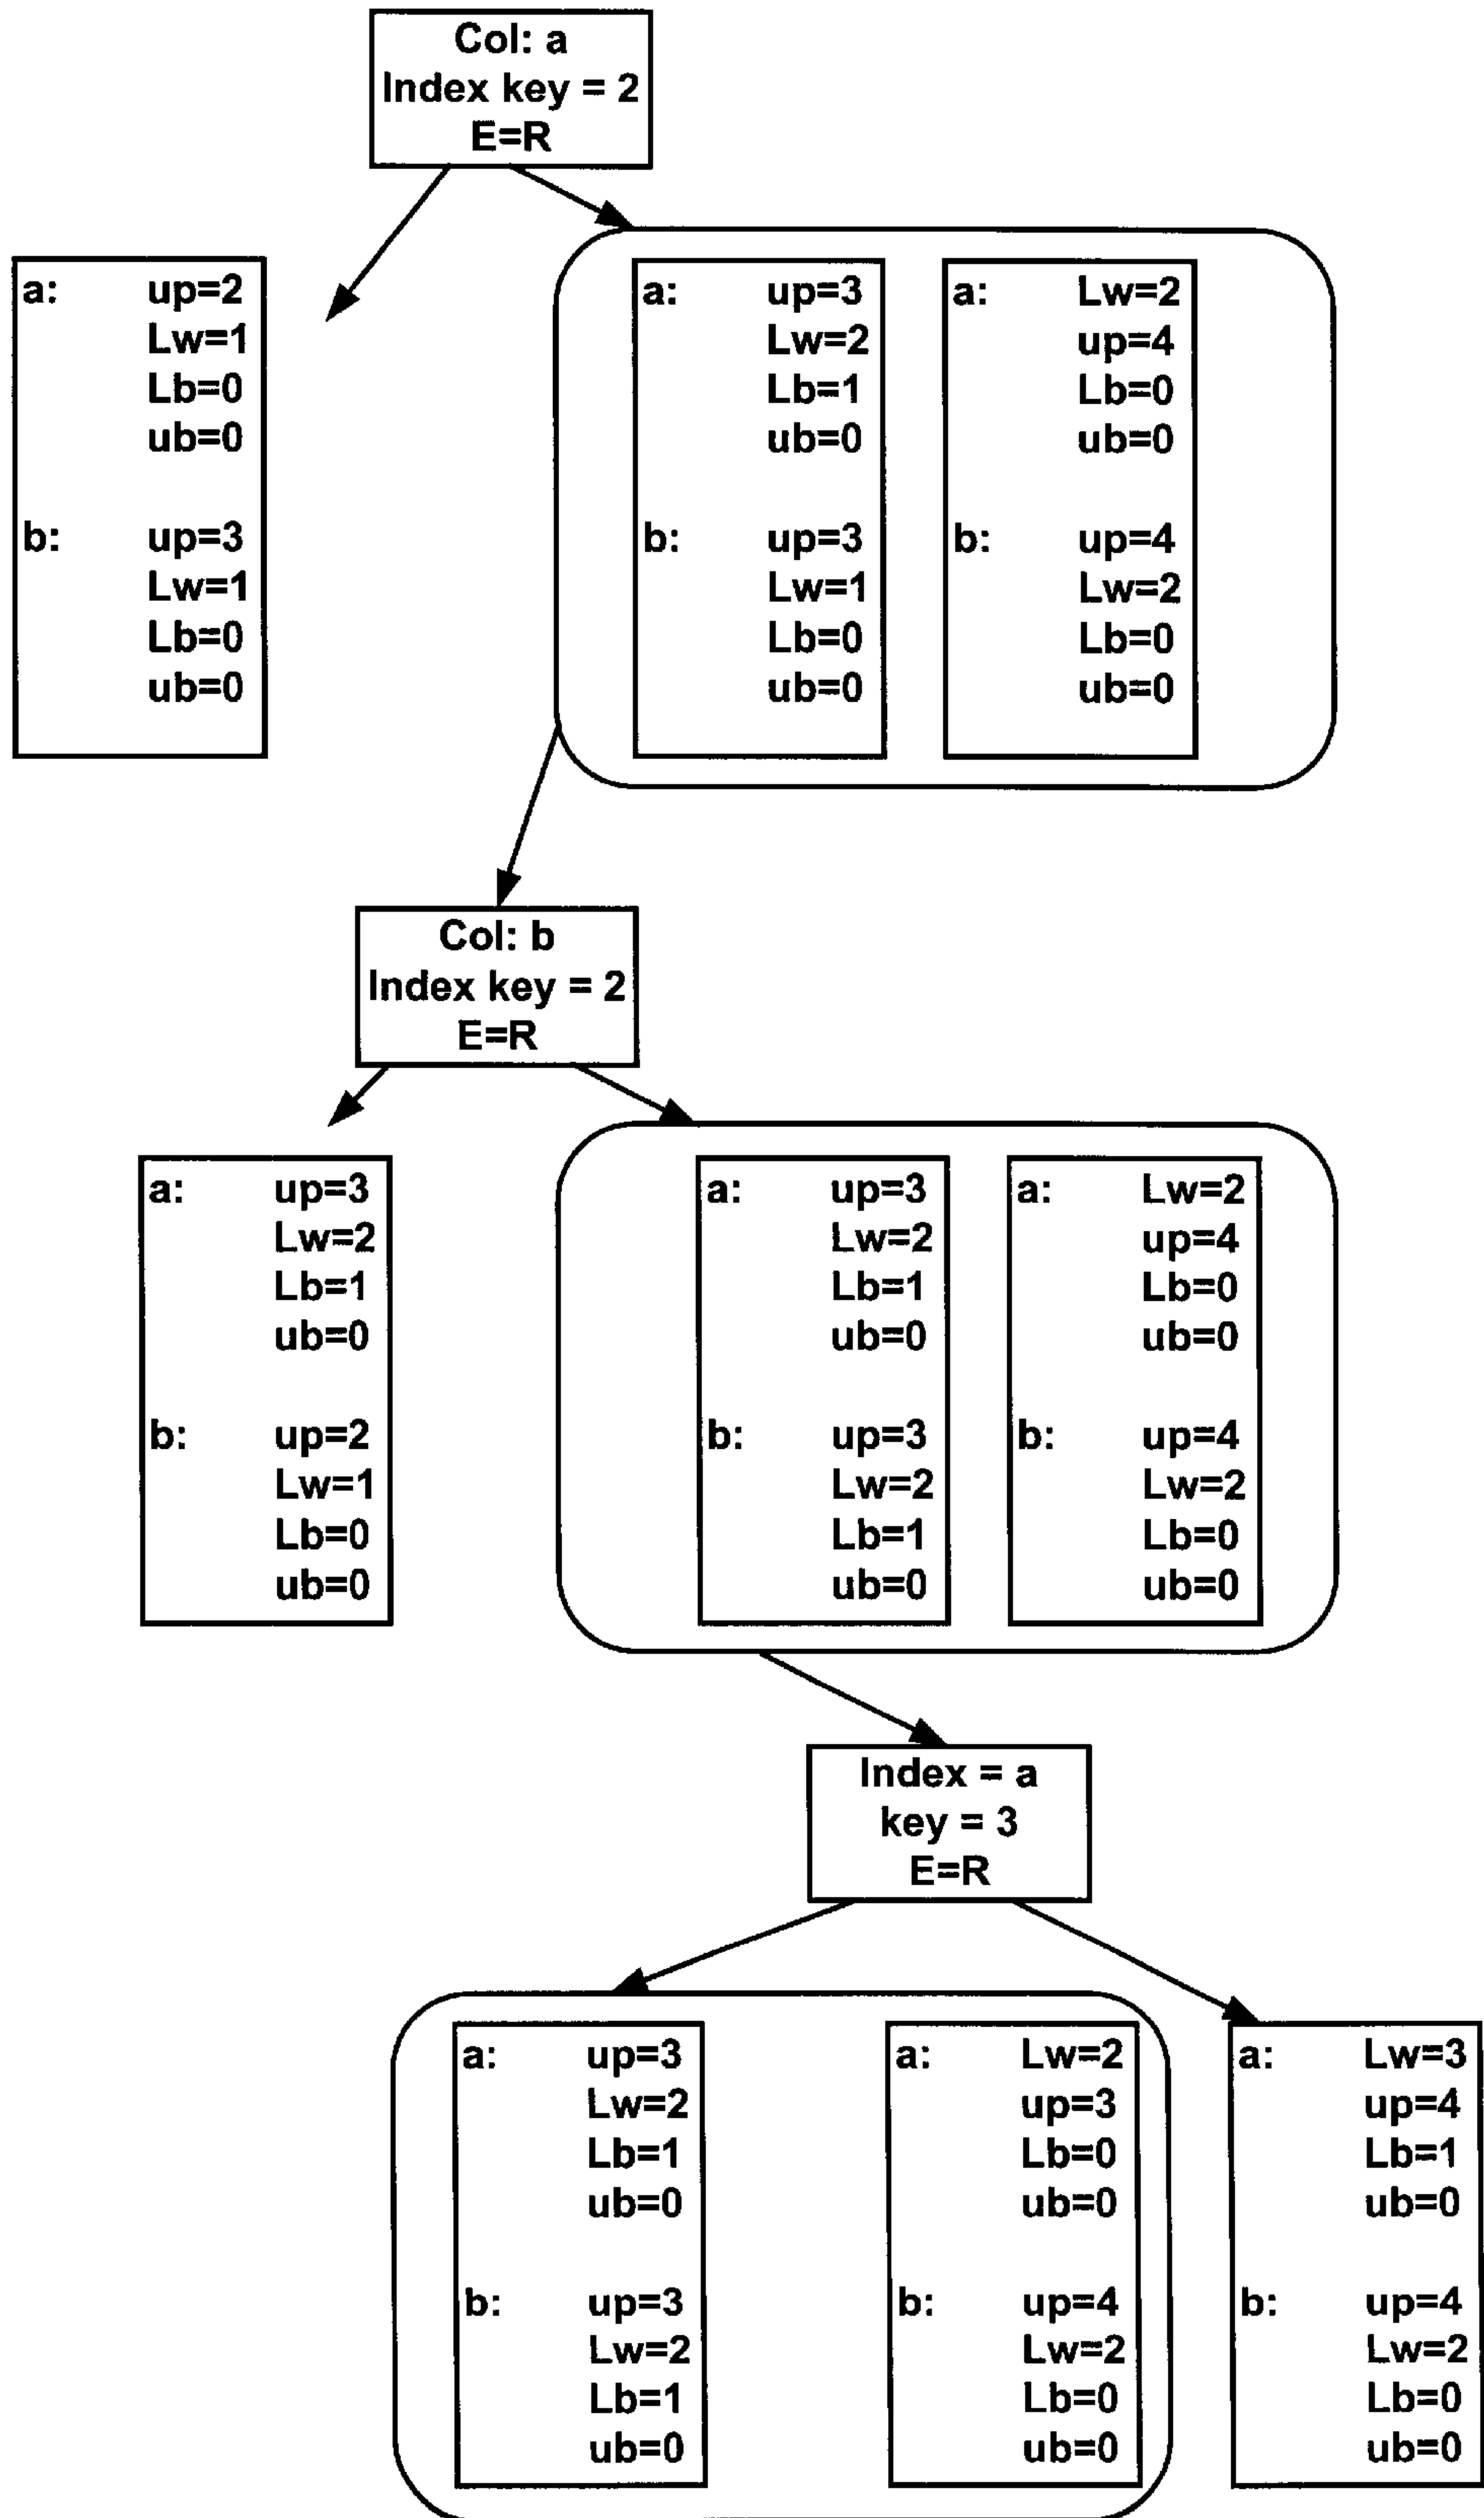 Col: a
Index key = 2
E=R
a: up=2
Lw=1
Lb=0
ub=0
b: up=3
Lw=1
Lb=0
ub=0
a: up=3
Lw=2
Lb=1
ub=0
b: up=3
Lw=1
Lb=0
ub=0
a: Lw=2
up=4
Lb=0
ub=0
b: up=4
Lw=2
Lb=0
ub=0
Col: b
Index key = 2
E=R
a: up=3
Lw=2
Lb=1
ub=0
b: up=2
Lw=1
Lb=0
ub=0
a: up=3
Lw=2
Lb=1
ub=0
b: up=3
Lw=2
Lb=1
ub=0
a: Lw=2
up=4
Lb=0
ub=0
b: up=4
Lw=2
Lb=0
ub=0
Index = a
key = 3
E=R
a: up=3
Lw=2
Lb=1
ub=0
b: up=3
Lw=2
Lb=1
ub=0
a: Lw=2
up=3
Lb=0
ub=0
b: up=4
Lw=2
Lb=0
ub=0
a: Lw=3
up=4
Lb=1
ub=0
b: up=4
Lw=2
Lb=0
ub=0